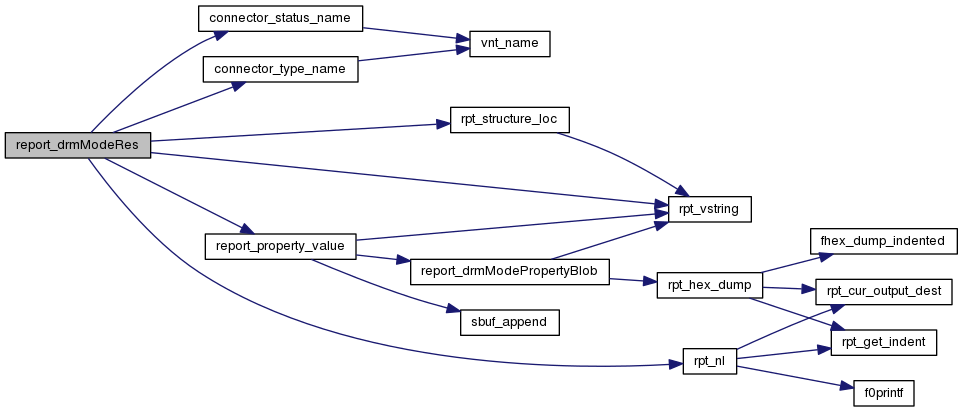 connector_status_name
vnt_name
connector_type_name
rpt_structure_loc
report_drmModeRes
rpt_vstring
report_property_value
fhex_dump_indented
report_drmModePropertyBlob
rpt_hex_dump
rpt_cur_output_dest
sbuf_append
rpt_get_indent
rpt_nl
f0printf